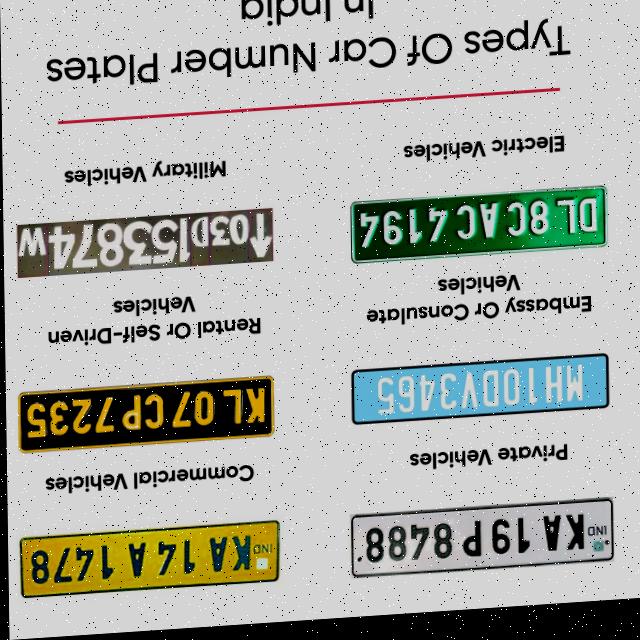 IND
KA 19 P 8488
Private Vehicles
IND
KA 14 A 1478
Commercial Vehicles
MH10DV3465
Embassy Or Consulate
Vehicles
KL 07 CP 7235
Rental Or Self-Driven
Vehicles
DL 8C AC 4194
Electric Vehicles
↑03D153874W
Military Vehicles
Types Of Car Number Plates
In India